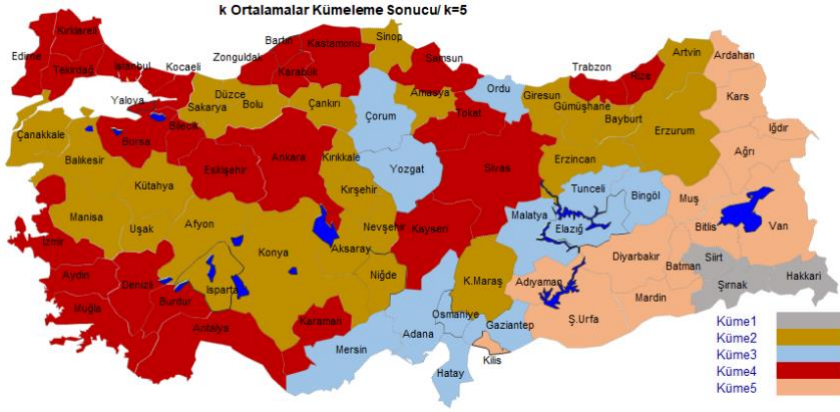 k Ortalamalar Kümeleme Sonucu/ k=5
Kırklareli
Edirne
Tekirdağ
İstanbul
Kocaeli
Yalova
Sakarya
Düzce
Bolu
Zonguldak
Bartın
Karabük
Kastamonu
Sinop
Çankırı
Samsun
Amasya
Tokat
Ordu
Giresun
Trabzon
Rize
Artvin
Ardahan
Kars
Iğdır
Ağrı
Gümüşhane
Bayburt
Erzurum
Erzincan
Çorum
Yozgat
Sivas
Çanakkale
Balıkesir
Bursa
Bilecik
Eskişehir
Ankara
Kırıkkale
Kırşehir
Kütahya
Manisa
Uşak
Afyon
İzmir
Aydın
Denizli
Muğla
Burdur
Isparta
Antalya
Konya
Aksaray
Nevşehir
Niğde
Kayseri
Karaman
Mersin
Adana
Osmaniye
Hatay
K.Maraş
Gaziantep
Kilis
Malatya
Elazığ
Tunceli
Bingöl
Muş
Bitlis
Van
Adıyaman
Diyarbakır
Batman
Siirt
Şırnak
Hakkari
Mardin
Ş.Urfa
Küme1
Küme2
Küme3
Küme4
Küme5